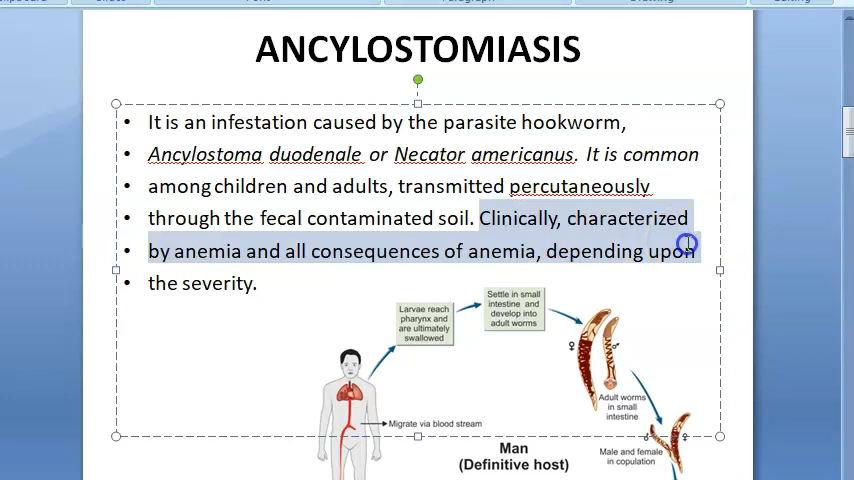 ANCYLOSTOMIASIS
• It is an infestation caused by the parasite hookworm,
• Ancylostoma duodenale or Necator americanus. It is common
• among children and adults, transmitted percutaneously
• through the fecal contaminated soil. Clinically, characterized
• by anemia and all consequences of anemia, depending upon
• the severity.
Larvae reach
pharynx and
are ultimately
swallowed
Settle in small
intestine and
develop into
adult worms
♀
♂
Adult worms
in small
intestine
Migrate via blood stream
Man
(Definitive host)
♂
♀
Male and female
in copulation